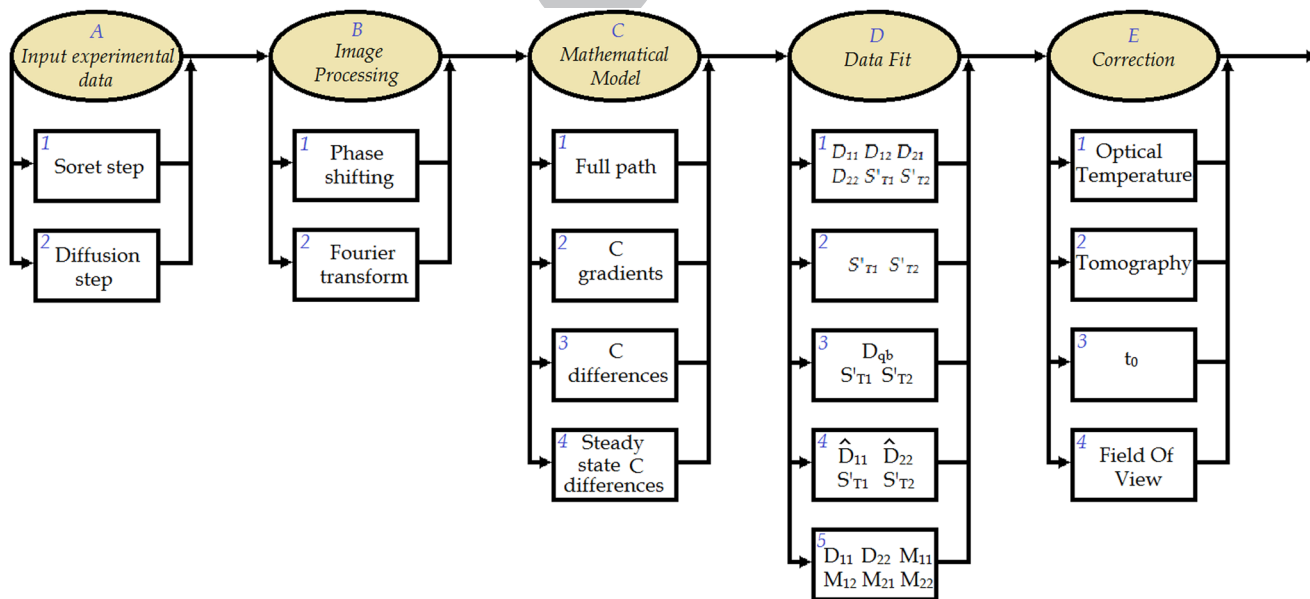 A
Input experimental
data
1
Soret step
2
Diffusion
step
B
Image
Processing
1
Phase
shifting
2
Fourier
transform
C
Mathematical
Model
1
Full path
2
C
gradients
3
C
differences
4
Steady
state C
differences
D
Data Fit
1
D₁₁ D₁₂ D₂₁
D₂₂ S'T1 S'T2
2
S'T1 S'T2
3
Dqb
S'T1 S'T2
4
D̂₁₁ D̂₂₂
S'T1 S'T2
5
D₁₁ D₂₂ M₁₁
M₁₂ M₂₁ M₂₂
E
Correction
1
Optical
Temperature
2
Tomography
3
t₀
4
Field Of
View